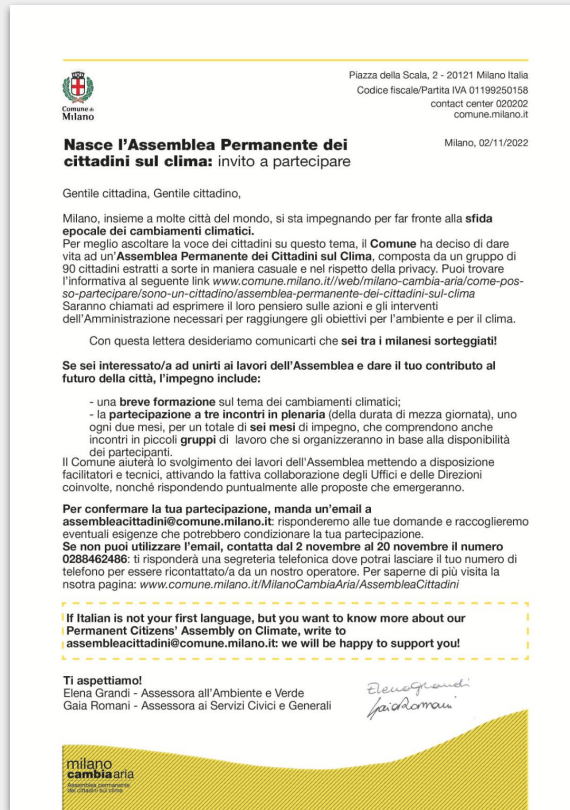 Comune di
Milano
Piazza della Scala, 2 - 20121 Milano Italia
Codice fiscale/Partita IVA 01199250158
contact center 020202
comune.milano.it
Nasce l'Assemblea Permanente dei
cittadini sul clima: invito a partecipare
Milano, 02/11/2022
Gentile cittadina, Gentile cittadino,
Milano, insieme a molte città del mondo, si sta impegnando per far fronte alla sfida
epocale dei cambiamenti climatici.
Per meglio ascoltare la voce dei cittadini su questo tema, il Comune ha deciso di dare
vita ad un'Assemblea Permanente dei Cittadini sul Clima, composta da un gruppo di
90 cittadini estratti a sorte in maniera casuale e nel rispetto della privacy. Puoi trovare
l'informativa al seguente link www.comune.milano.it//web/milano-cambia-aria/come-pos-
so-partecipare/sono-un-cittadino/assemblea-permanente-dei-cittadini-sul-clima
Saranno chiamati ad esprimere il loro pensiero sulle azioni e gli interventi
dell'Amministrazione necessari per raggiungere gli obiettivi per l'ambiente e per il clima.
Con questa lettera desideriamo comunicarti che sei tra i milanesi sorteggiati!
Se sei interessato/a ad unirti ai lavori dell'Assemblea e dare il tuo contributo al
futuro della città, l'impegno include:
- una breve formazione sul tema dei cambiamenti climatici;
- la partecipazione a tre incontri in plenaria (della durata di mezza giornata), uno
ogni due mesi, per un totale di sei mesi di impegno, che comprendono anche
incontri in piccoli gruppi di lavoro che si organizzeranno in base alla disponibilità
dei partecipanti.
Il Comune aiuterà lo svolgimento dei lavori dell'Assemblea mettendo a disposizione
facilitatori e tecnici, attivando la fattiva collaborazione degli Uffici e delle Direzioni
coinvolte, nonché rispondendo puntualmente alle proposte che emergeranno.
Per confermare la tua partecipazione, manda un'email a
assembleacittadini@comune.milano.it: risponderemo alle tue domande e raccoglieremo
eventuali esigenze che potrebbero condizionare la tua partecipazione.
Se non puoi utilizzare l'email, contatta dal 2 novembre al 20 novembre il numero
0288462486: ti risponderà una segreteria telefonica dove potrai lasciare il tuo numero di
telefono per essere ricontattato/a da un nostro operatore. Per saperne di più visita la
nsotra pagina: www.comune.milano.it/MilanoCambiaAria/AssembleaCittadini
If Italian is not your first language, but you want to know more about our
Permanent Citizens' Assembly on Climate, write to
assembleacittadini@comune.milano.it: we will be happy to support you!
Ti aspettiamo!
Elena Grandi - Assessora all'Ambiente e Verde
Gaia Romani - Assessora ai Servizi Civici e Generali
Elena Grandi
Gaia Romani
milano
cambiaaria
Assemblea permanente
dei cittadini sul clima